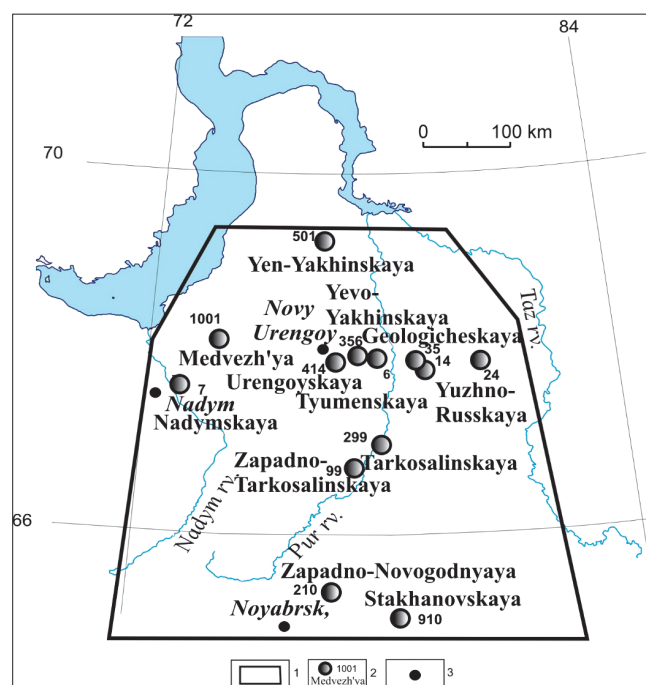 72
84
70
0
100 km
501
Yen-Yakhinskaya
Taz rv.
Novy
Urengoy
Yevo-
Yakhinskaya
1001
Medvezh'ya
356
Geologicheskaya
35
14
414
6
24
Urengoyskaya
Tyumenskaya
Yuzhno-
Russkaya
7
Nadym
Nadymskaya
299
Zapadno-
Tarkosalinskaya
99
Tarkosalinskaya
Nadym rv.
66
Pur rv.
Zapadno-Novogodnyaya
210
Stakhanovskaya
Noyabrsk,
910
1
1001
Medvezh'ya
2
3